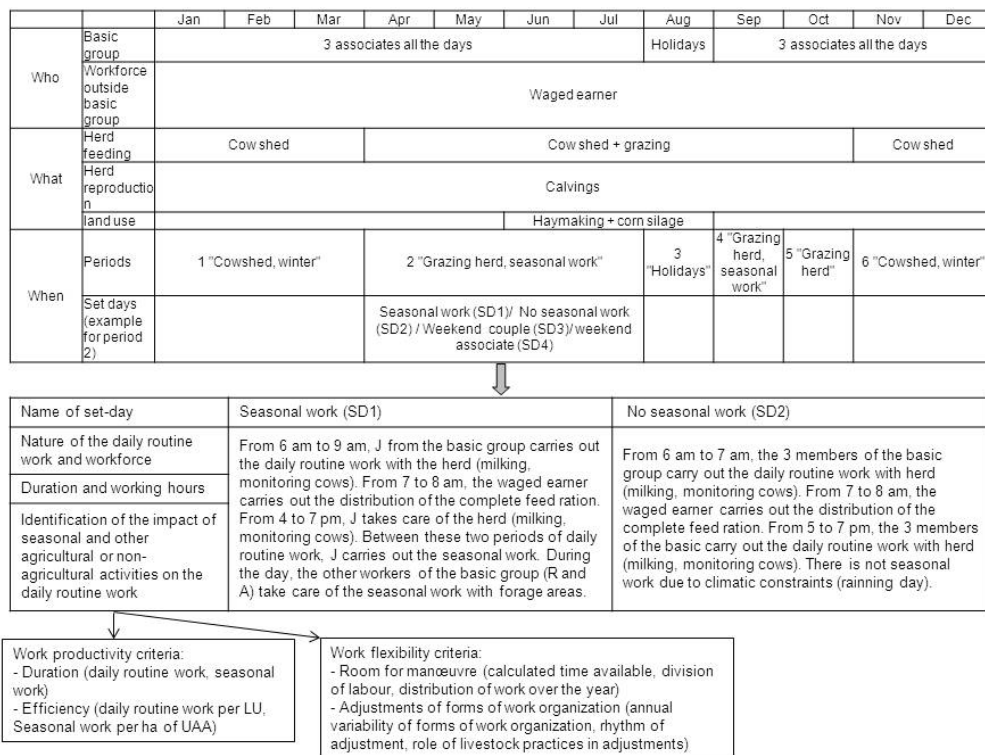 Jan Feb Mar Apr May Jun Jul Aug Sep Oct Nov Dec
Who
Basic
group
3 associates all the days
Holidays
3 associates all the days
Workforce
outside
basic
group
Waged earner
What
Herd
feeding
Cow shed
Cow shed + grazing
Cow shed
Herd
reproductio
n
Calvings
land use
Haymaking + corn silage
When
Periods
1 "Cowshed, winter"
2 "Grazing herd, seasonal work"
3
"Holidays"
4 "Grazing
herd,
seasonal
work"
5 "Grazing
herd"
6 "Cowshed, winter"
Set days
(example
for period
2)
Seasonal work (SD1)/ No seasonal work
(SD2) / Weekend couple (SD3)/ weekend
associate (SD4)
Name of set-day
Seasonal work (SD1)
No seasonal work (SD2)
Nature of the daily routine
work and workforce
Duration and working hours
Identification of the impact of
seasonal and other
agricultural or non-
agricultural activities on the
daily routine work
From 6 am to 9 am, J from the basic group carries out
the daily routine work with the herd (milking,
monitoring cows). From 7 to 8 am, the waged earner
carries out the distribution of the complete feed ration.
From 4 to 7 pm, J takes care of the herd (milking,
monitoring cows). Between these two periods of daily
routine work, J carries out the seasonal work. During
the day, the other workers of the basic group (R and
A) take care of the seasonal work with forage areas.
From 6 am to 7 am, the 3 members of the basic
group carry out the daily routine work with herd
(milking, monitoring cows). From 7 to 8 am, the
waged earner carries out the distribution of the
complete feed ration. From 5 to 7 pm, the 3 members
of the basic carry out the daily routine work with herd
(milking, monitoring cows). There is not seasonal
work due to climatic constraints (rainning day).
Work productivity criteria:
- Duration (daily routine work, seasonal
work)
- Efficiency (daily routine work per LU,
Seasonal work per ha of UAA)
Work flexibility criteria:
- Room for manœuvre (calculated time available, division
of labour, distribution of work over the year)
- Adjustments of forms of work organization (annual
variability of forms of work organization, rhythm of
adjustment, role of livestock practices in adjustments)